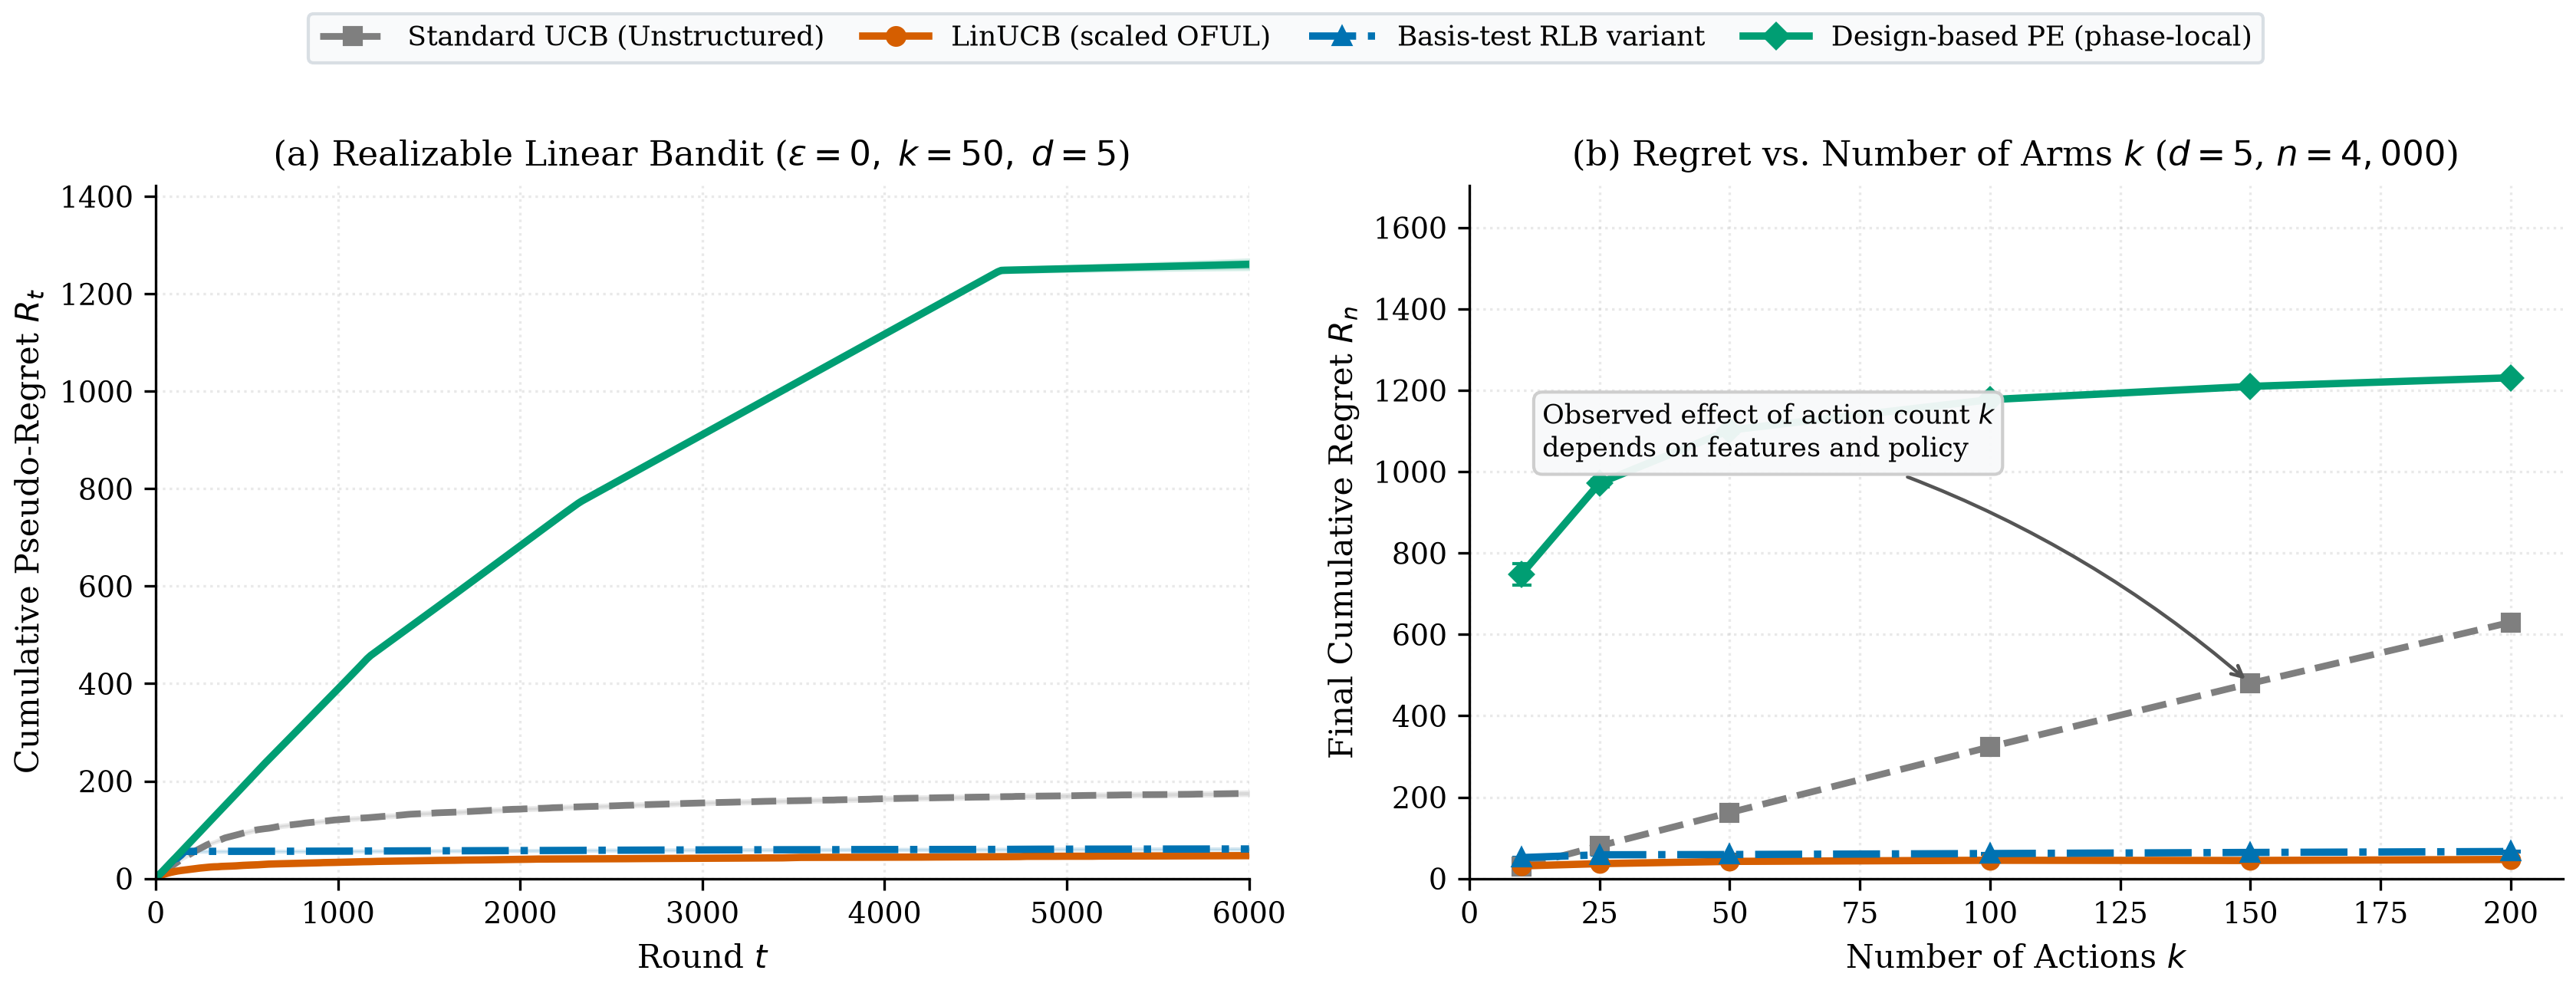 Standard UCB (Unstructured)
LinUCB (scaled OFUL)
Basis-test RLB variant
Design-based PE (phase-local)
(a) Realizable Linear Bandit (ε = 0, k = 50, d = 5)
Cumulative Pseudo-Regret R_t
1400
1200
1000
800
600
400
200
0
0 1000 2000 3000 4000 5000 6000
Round t
(b) Regret vs. Number of Arms k (d = 5, n = 4,000)
Final Cumulative Regret R_n
1600
1400
1200
1000
800
600
400
200
0
Observed effect of action count k
depends on features and policy
0 25 50 75 100 125 150 175 200
Number of Actions k